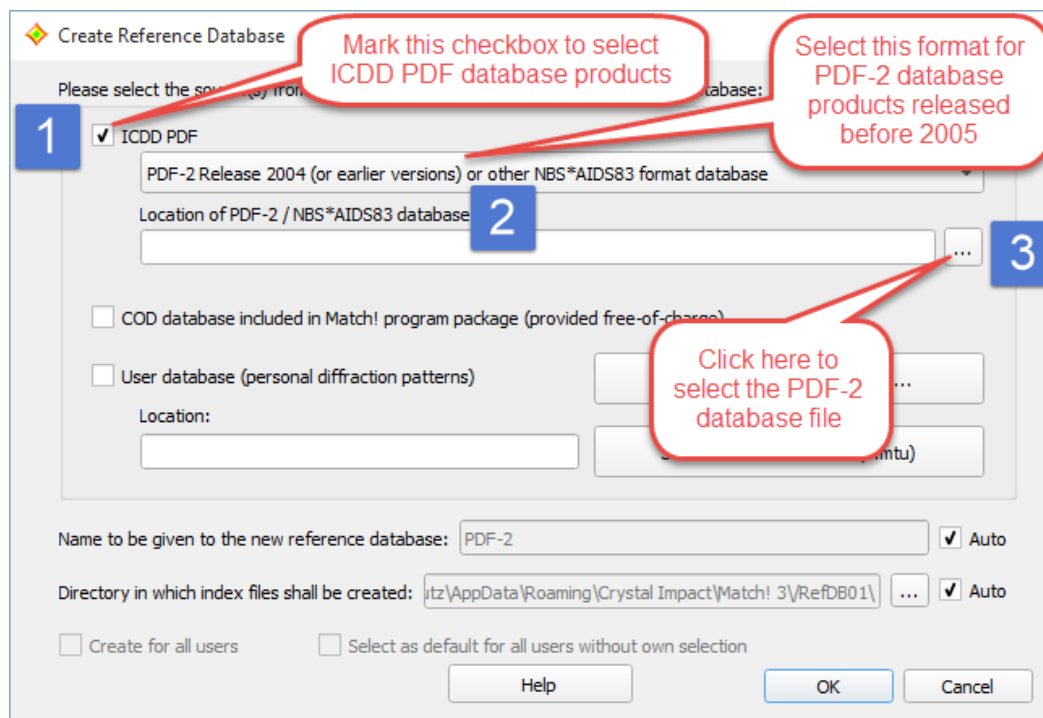 Create Reference Database
Mark this checkbox to select
ICDD PDF database products
Select this format for
PDF-2 database
products released
before 2005
Please select the source(s) from
database:
1
ICDD PDF
PDF-2 Release 2004 (or earlier versions) or other NBS*AIDS83 format database
Location of PDF-2 / NBS*AIDS83 database
2
...
3
COD database included in Match! program package (provided free-of-charge)
Click here to
select the PDF-2
database file
User database (personal diffraction patterns)
...
Location:
mtu)
Name to be given to the new reference database:
PDF-2
Auto
Directory in which index files shall be created:
utz\AppData\Roaming\Crystal Impact\Match! 3\/RefDB01\
...
Auto
Create for all users
Select as default for all users without own selection
Help
OK
Cancel